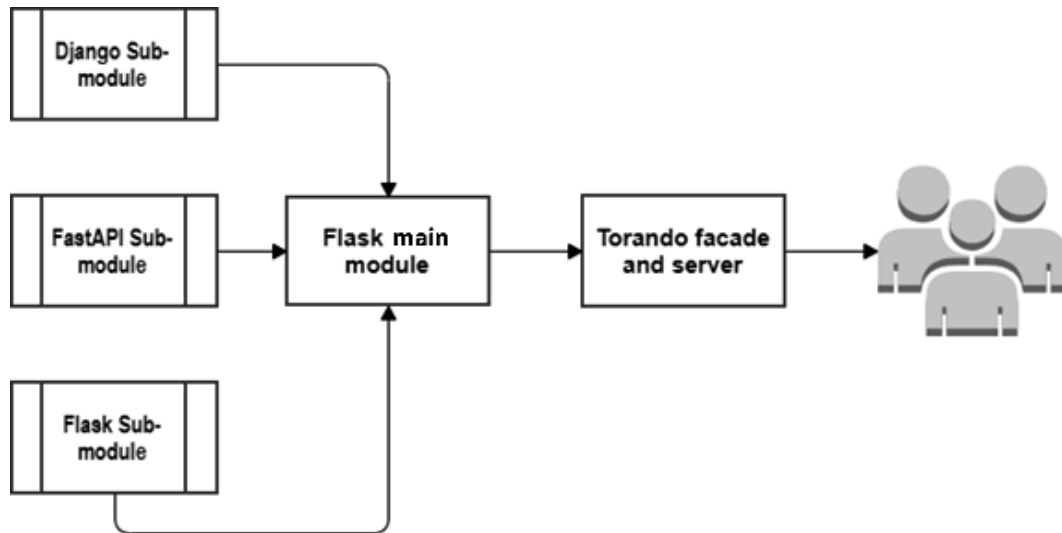 Django Sub-
module
FastAPI Sub-
module
Flask main
module
Torando facade
and server
Flask Sub-
module